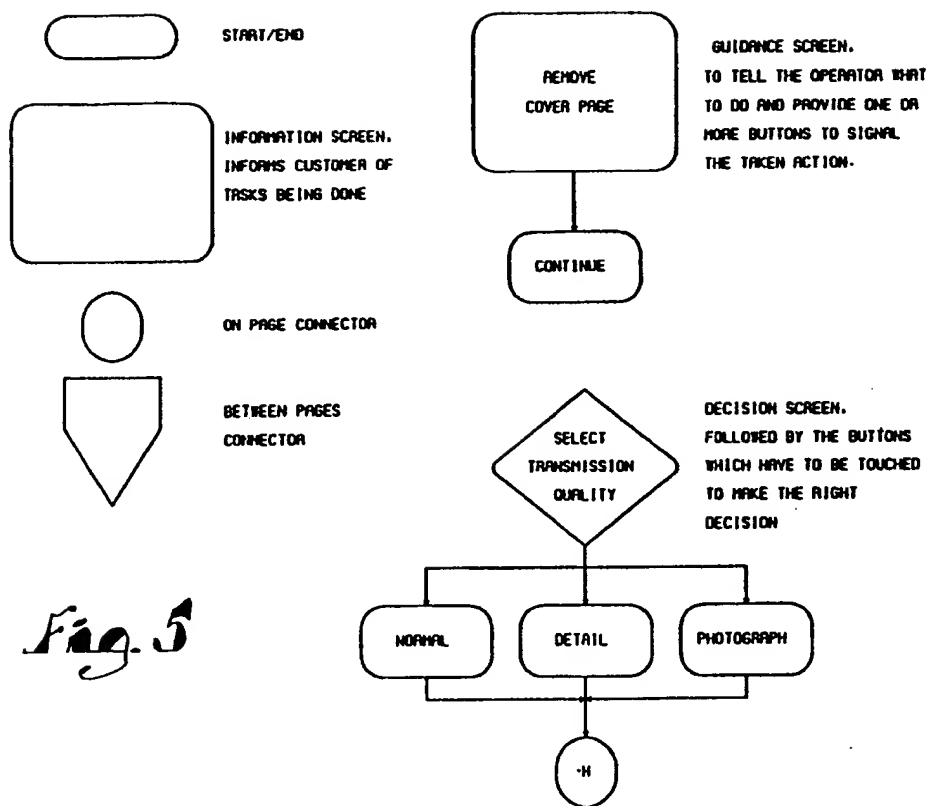 START/END
INFORMATION SCREEN.
INFORMS CUSTOMER OF
TASKS BEING DONE
ON PAGE CONNECTOR
BETWEEN PAGES
CONNECTOR
Fig. 5
REMOVE
COVER PAGE
GUIDANCE SCREEN.
TO TELL THE OPERATOR WHAT
TO DO AND PROVIDE ONE OR
MORE BUTTONS TO SIGNAL
THE TAKEN ACTION.
CONTINUE
SELECT
TRANSMISSION
QUALITY
DECISION SCREEN.
FOLLOWED BY THE BUTTONS
WHICH HAVE TO BE TOUCHED
TO MAKE THE RIGHT
DECISION
NORMAL
DETAIL
PHOTOGRAPH
·H